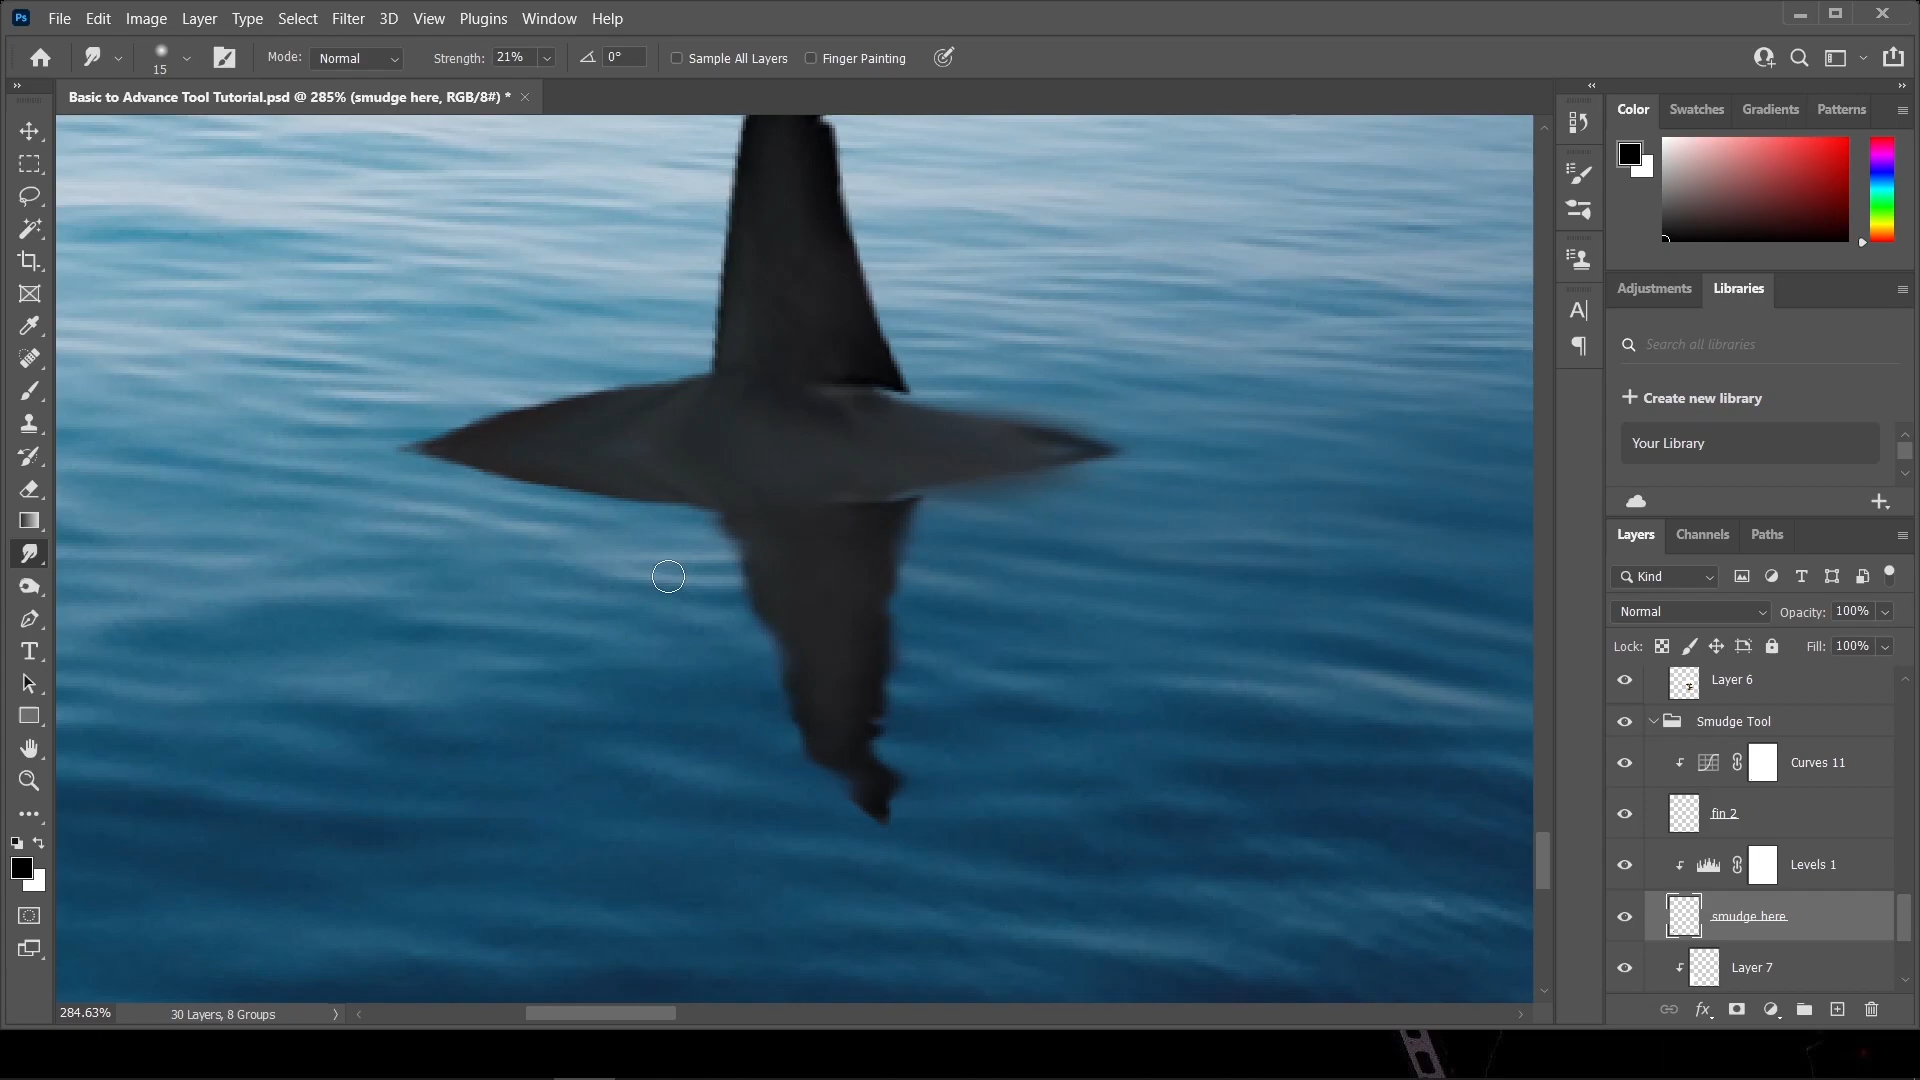 Ps File Edit Image Layer Type Select Filter 3D View Plugins Window Help
15 Mode: Normal Strength: 21% 0° Sample All Layers Finger Painting
Basic to Advance Tool Tutorial.psd @ 285% (smudge here, RGB/8#) *
Color Swatches Gradients Patterns
Adjustments Libraries
Search all libraries
Create new library
Your Library
Layers Channels Paths
Kind
Normal Opacity: 100%
Lock: Fill: 100%
Layer 6
Smudge Tool
Curves 11
fin 2
Levels 1
smudge here
Layer 7
fx
284.63% 30 Layers, 8 Groups